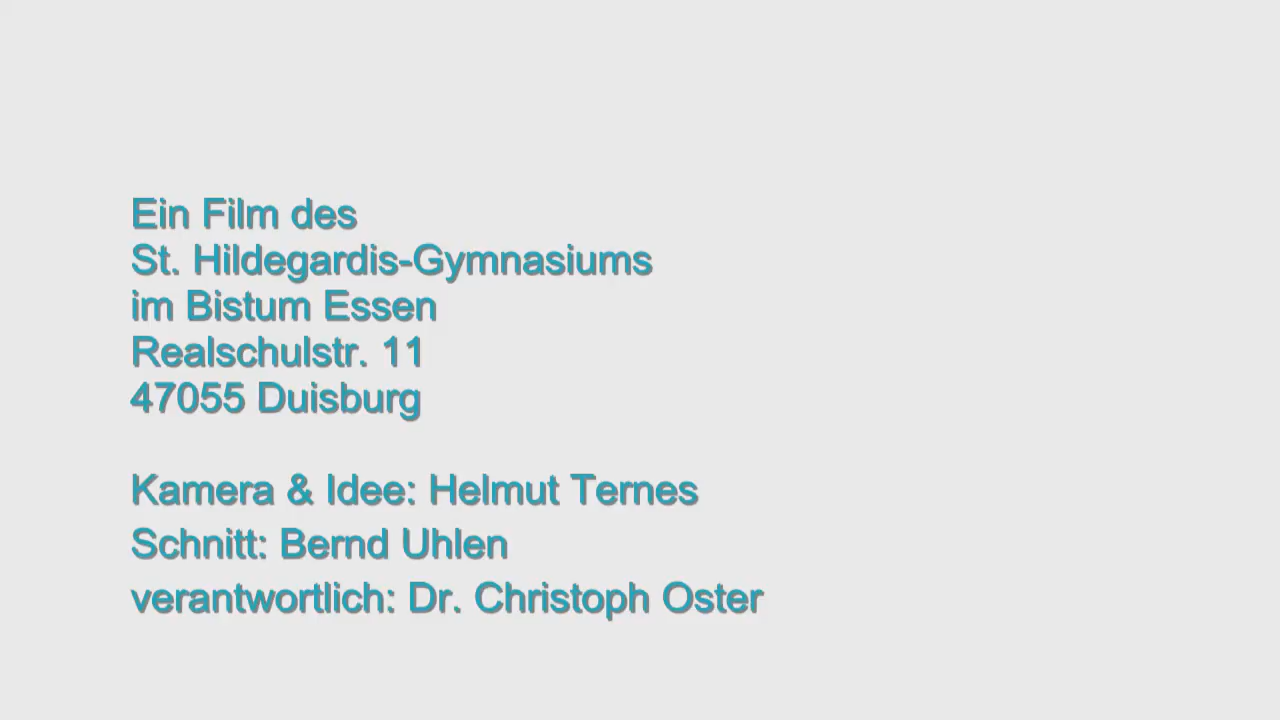 Ein Film des
St. Hildegardis-Gymnasiums
im Bistum Essen
Realschulstr. 11
47055 Duisburg
Kamera & Idee: Helmut Ternes
Schnitt: Bernd Uhlen
verantwortlich: Dr. Christoph Oster